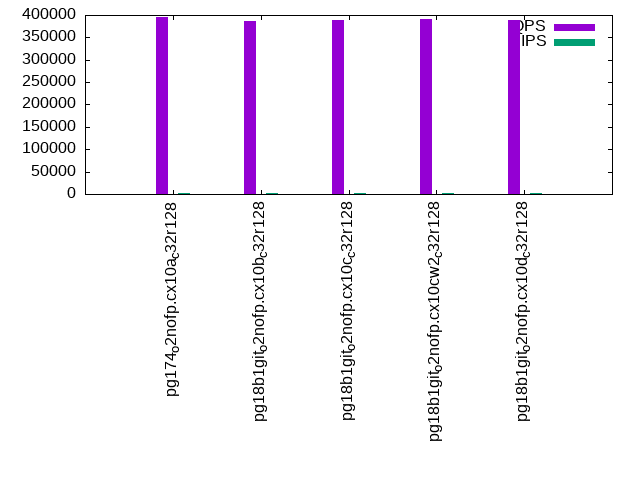 400000
350000
300000
250000
200000
150000
100000
50000
0
QPS
IPS
pg174o2nofp.cx10ac32r128
pg18b1gito2nofp.cx10bc32r128
pg18b1gito2nofp.cx10cc32r128
pg18b1gito2nofp.cx10cw2c32r128
pg18b1gito2nofp.cx10dc32r128